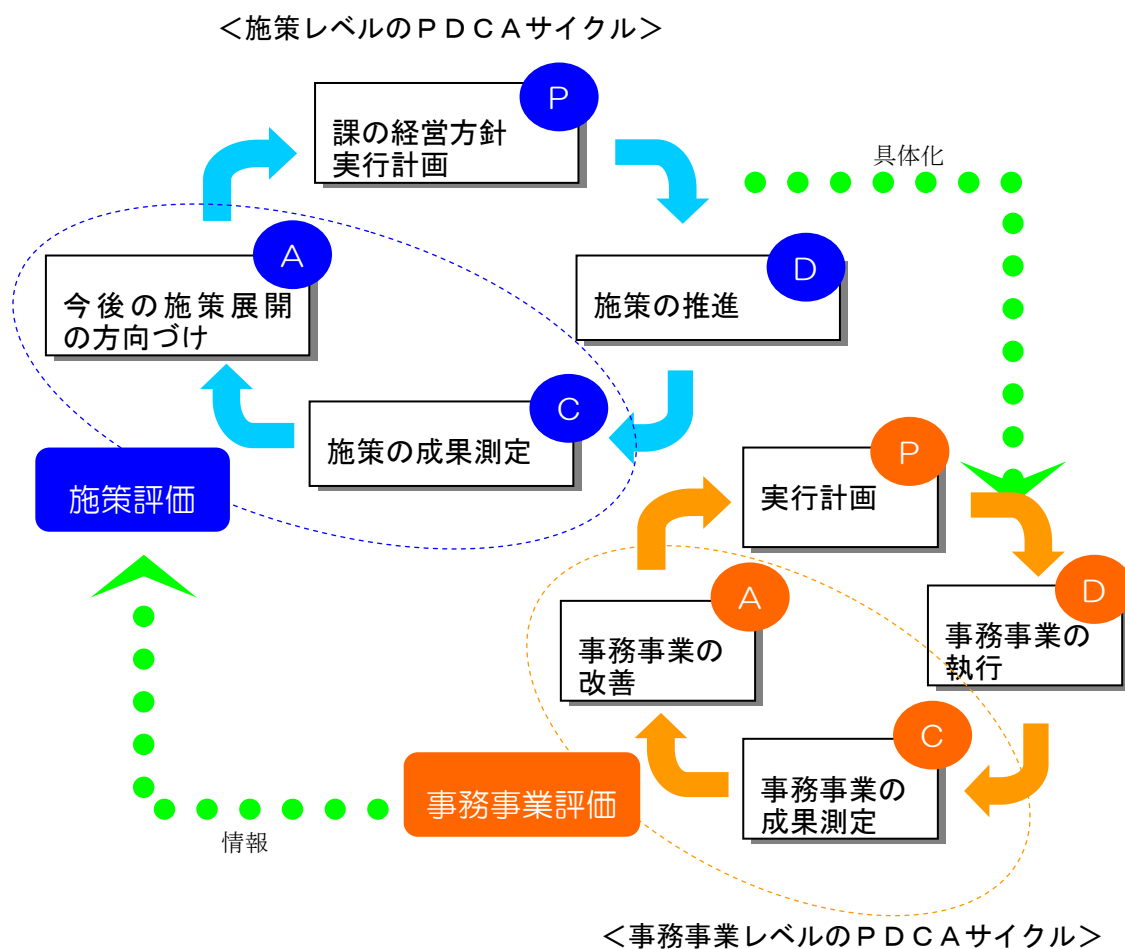 ＜施策レベルのＰＤＣＡサイクル＞
Ｐ
課の経営方針
実行計画
具体化
Ａ
今後の施策展開
の方向づけ
Ｄ
施策の推進
Ｃ
施策の成果測定
施策評価
Ｐ
実行計画
Ａ
事務事業の
改善
Ｄ
事務事業の
執行
Ｃ
事務事業の
成果測定
事務事業評価
情報
＜事務事業レベルのＰＤＣＡサイクル＞